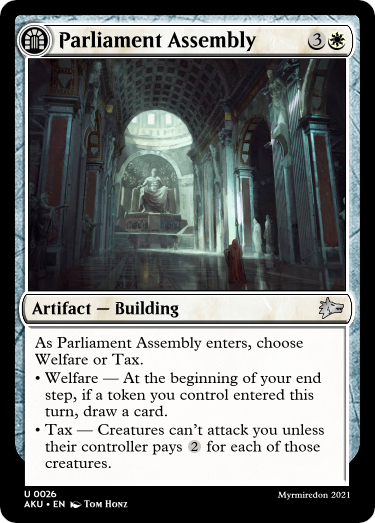 Parliament Assembly 3
Artifact — Building
As Parliament Assembly enters, choose
Welfare or Tax.
• Welfare — At the beginning of your end
step, if a token you control entered this
turn, draw a card.
• Tax — Creatures can't attack you unless
their controller pays 2 for each of those
creatures.
U 0026
AKU • EN Tom Honz
Myrmiredon 2021